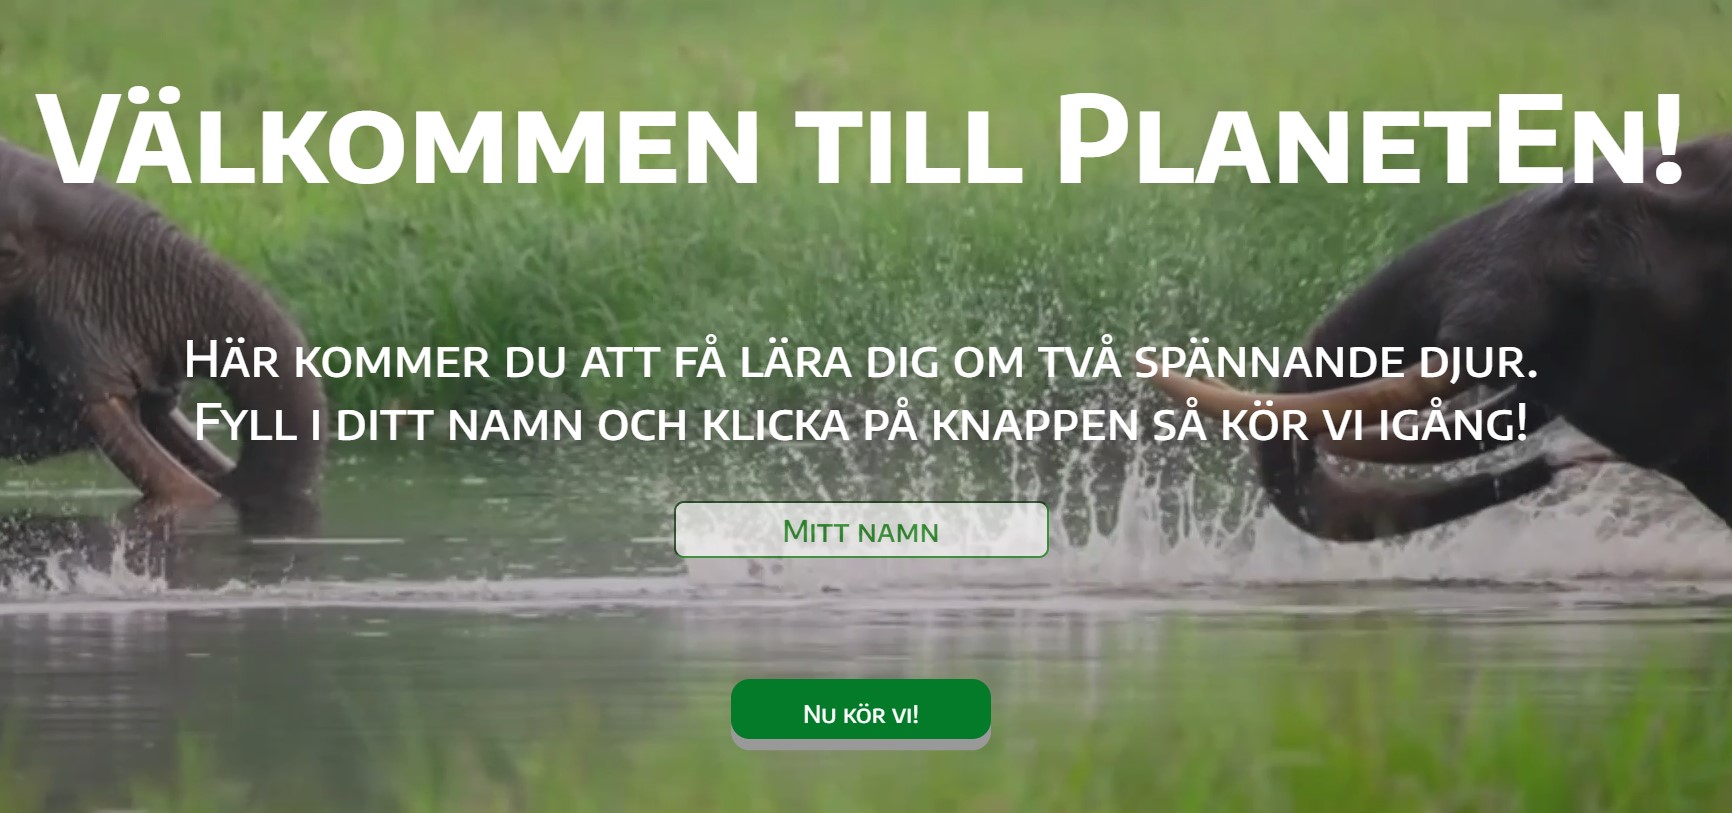 Välkommen till PlanetEn!
Här kommer du att få lära dig om två spännande djur.
Fyll i ditt namn och klicka på knappen så kör vi igång!
Mitt namn
Nu kör vi!